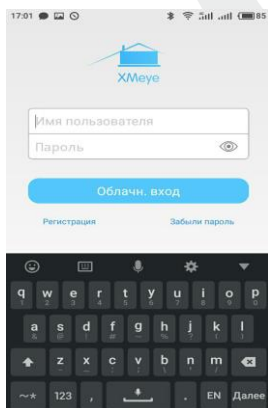 17:01 85
XMeye
Имя пользователя
Пароль
Облачн. вход
Регистрация Забыли пароль
q w e r t y u i o p
a s d f g h j k l
z x c v b n m
~* 123 , . EN Далее